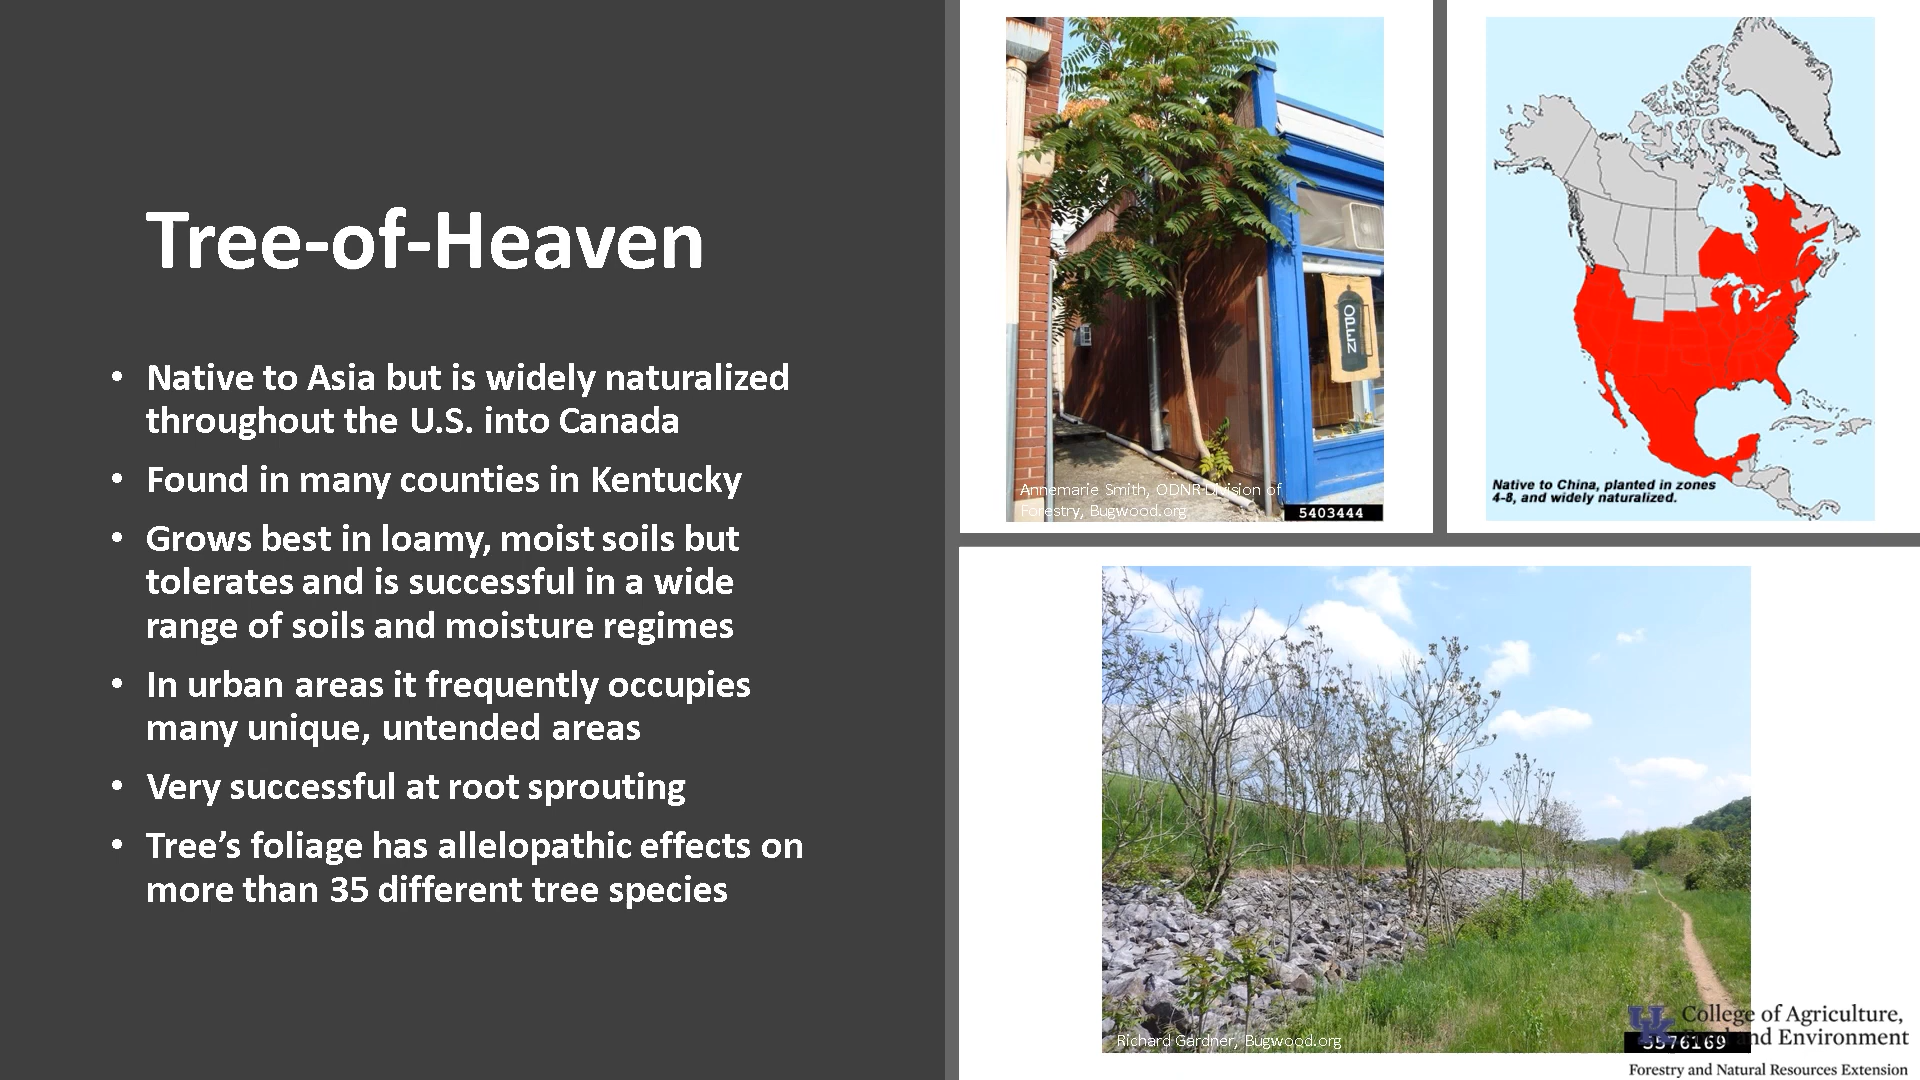 Tree-of-Heaven
• Native to Asia but is widely naturalized
throughout the U.S. into Canada
• Found in many counties in Kentucky
• Grows best in loamy, moist soils but
tolerates and is successful in a wide
range of soils and moisture regimes
• In urban areas it frequently occupies
many unique, untended areas
• Very successful at root sprouting
• Tree’s foliage has allelopathic effects on
more than 35 different tree species
OPEN
Annemarie Smith, ODNR-Division of
Forestry, Bugwood.org
5403444
Native to China, planted in zones
4-8, and widely naturalized.
Richard Gardner, Bugwood.org
5576169
UK
College of Agriculture,
Food and Environment
Forestry and Natural Resources Extension